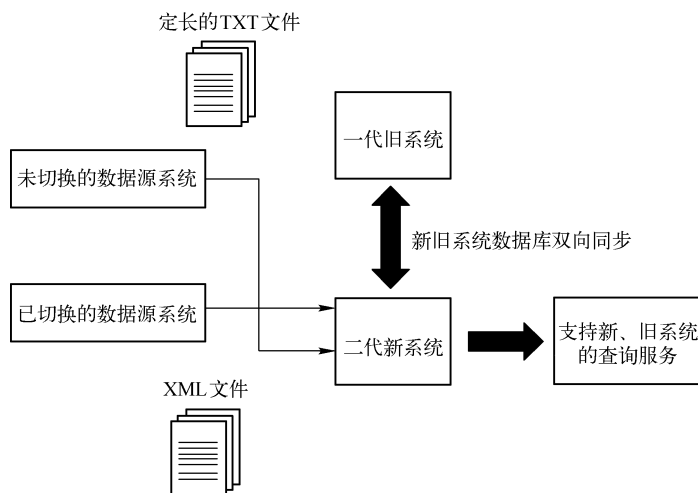 定长的TXT文件
一代旧系统
未切换的数据源系统
新旧系统数据库双向同步
已切换的数据源系统
二代新系统
支持新、旧系统
的查询服务
XML文件